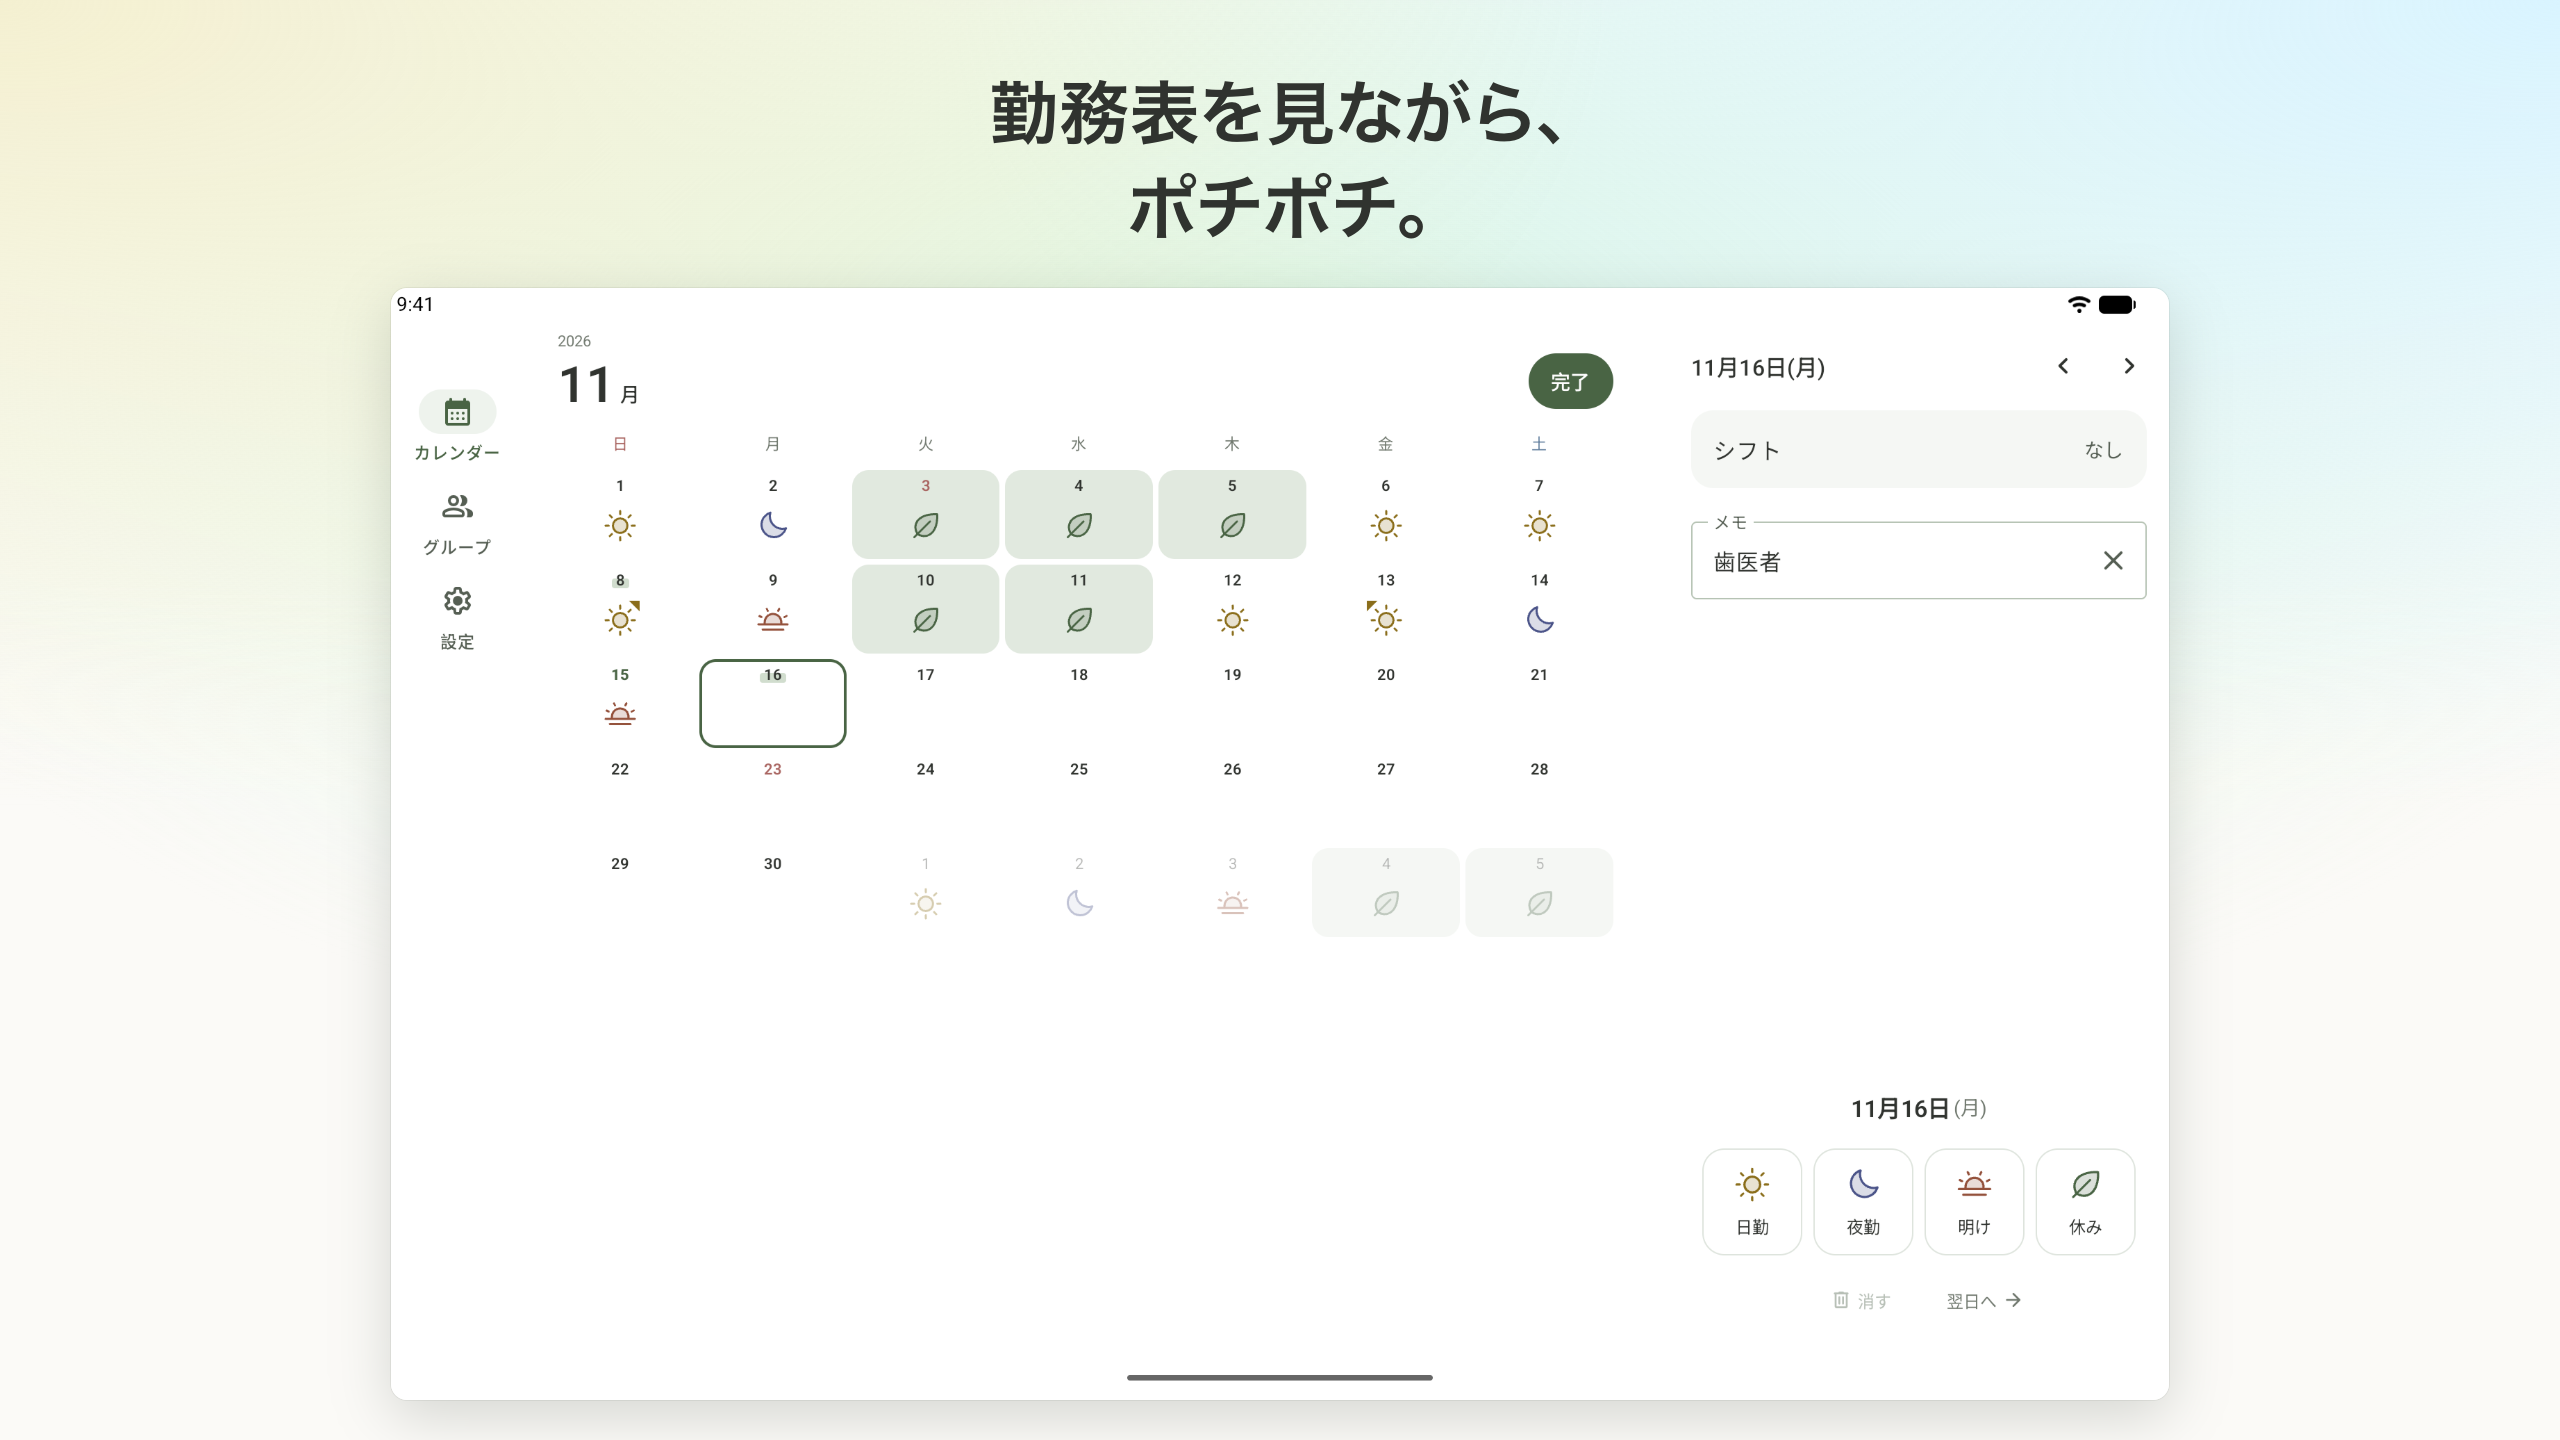 勤務表を見ながら、
ポチポチ。
9:41
カレンダー
グループ
設定
2026
11月
完了
日 月 火 水 木 金 土
1 2 3 4 5 6 7
8 9 10 11 12 13 14
15 16 17 18 19 20 21
22 23 24 25 26 27 28
29 30 1 2 3 4 5
11月16日(月)
シフト なし
メモ
歯医者
11月16日(月)
日勤 夜勤 明け 休み
消す 翌日へ